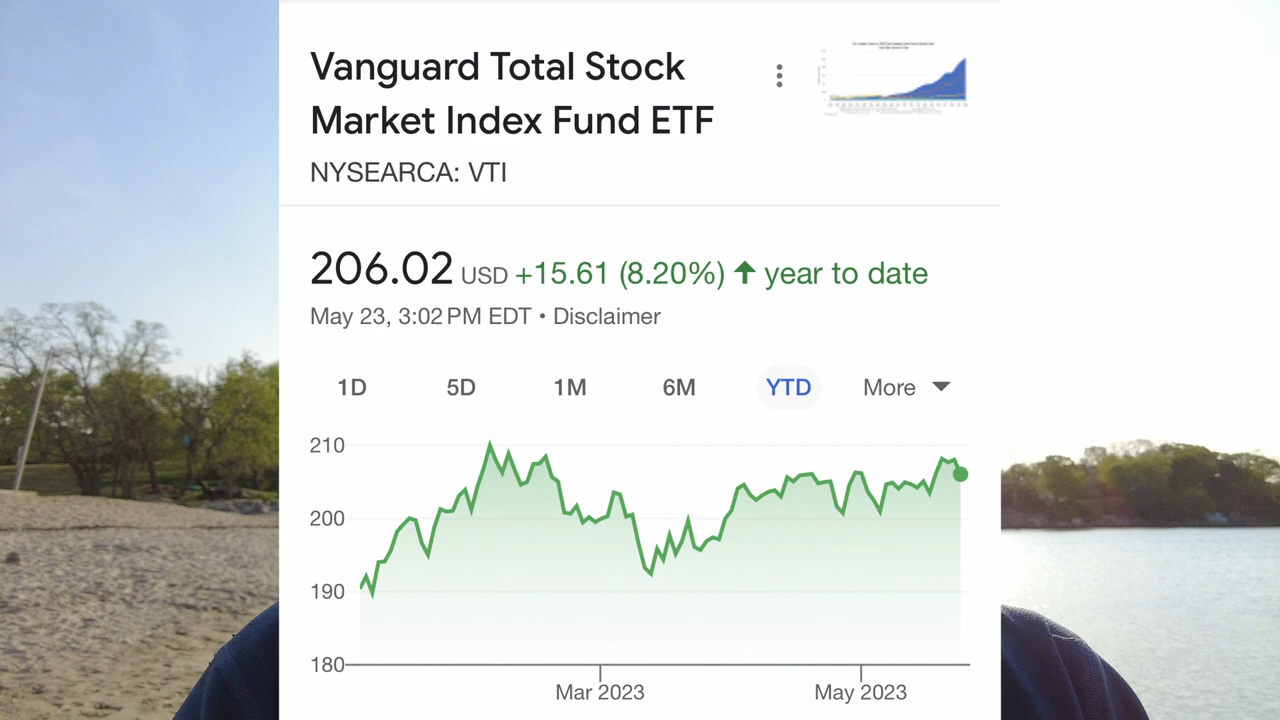 Vanguard Total Stock
Market Index Fund ETF
NYSEARCA: VTI
206.02 USD +15.61 (8.20%) ↑ year to date
May 23, 3:02 PM EDT • Disclaimer
1D 5D 1M 6M YTD More
210
200
190
180
Mar 2023 May 2023